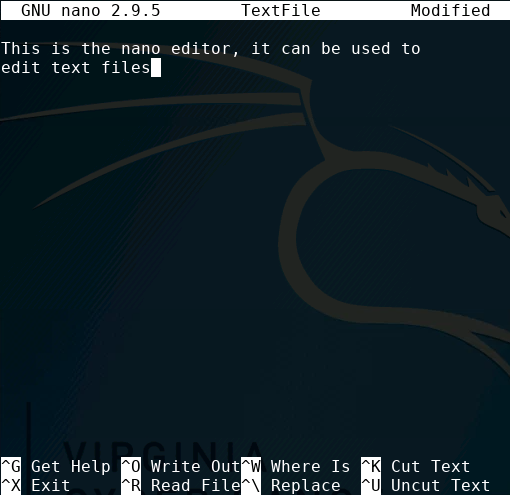 GNU nano 2.9.5 TextFile Modified
This is the nano editor, it can be used to
edit text files
VIRGINIA
^G Get Help ^O Write Out ^W Where Is ^K Cut Text
^X Exit ^R Read File ^\ Replace ^U Uncut Text